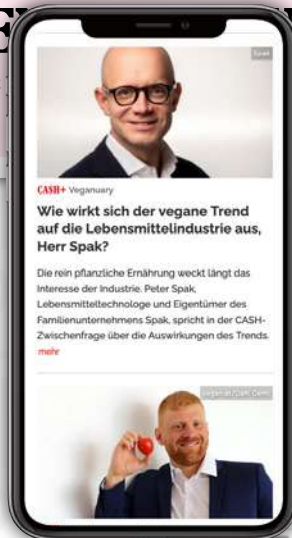 Spak
CASH+ Veganuary
Wie wirkt sich der vegane Trend
auf die Lebensmittelindustrie aus,
Herr Spak?
Die rein pflanzliche Ernährung weckt längst das
Interesse der Industrie. Peter Spak,
Lebensmitteltechnologe und Eigentümer des
Familienunternehmens Spak, spricht in der CASH-
Zwischenfrage über die Auswirkungen des Trends.
mehr